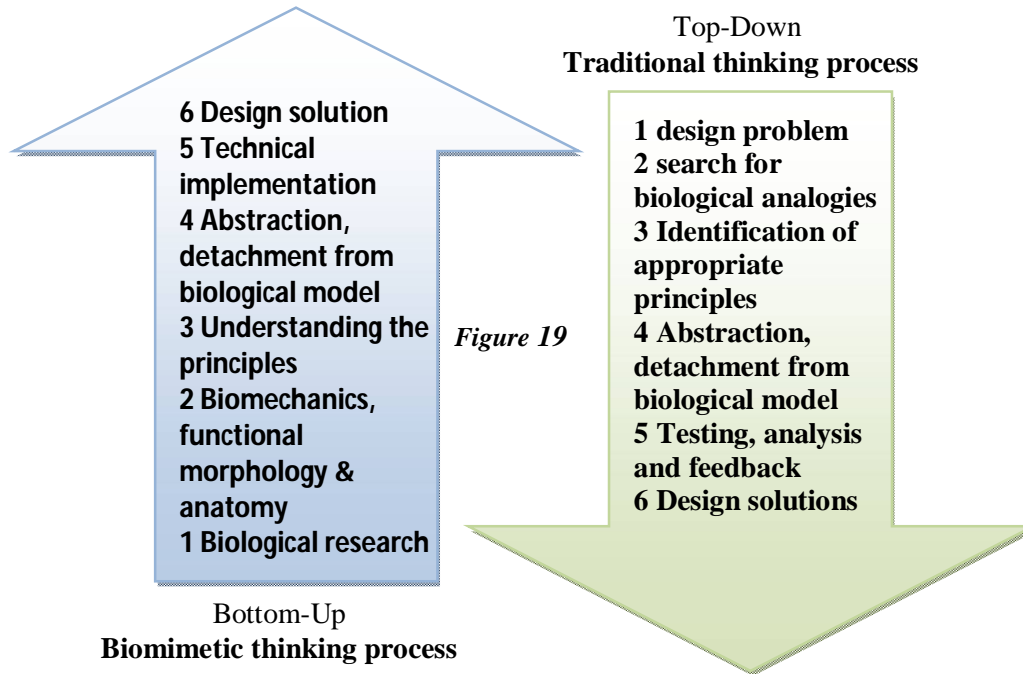 6 Design solution
5 Technical
implementation
4 Abstraction,
detachment from
biological model
3 Understanding the
principles
2 Biomechanics,
functional
morphology &
anatomy
1 Biological research
Bottom-Up
Biomimetic thinking process
Figure 19
Top-Down
Traditional thinking process
1 design problem
2 search for
biological analogies
3 Identification of
appropriate
principles
4 Abstraction,
detachment from
biological model
5 Testing, analysis
and feedback
6 Design solutions